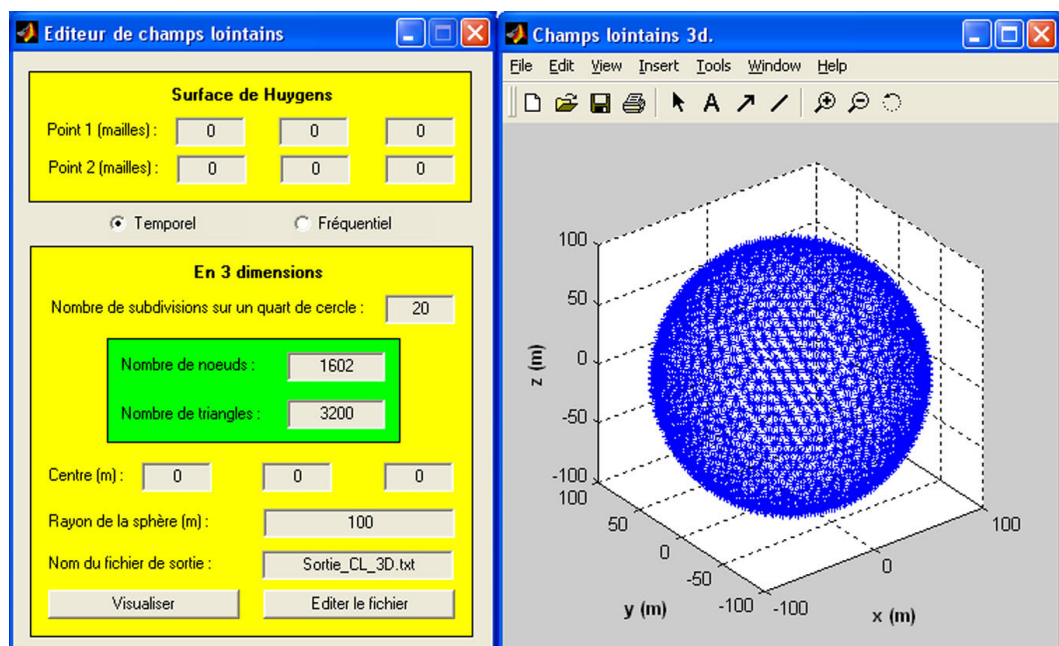 Editeur de champs lointains
Surface de Huygens
Point 1 (mailles) : 0 0 0
Point 2 (mailles) : 0 0 0
Temporel Fréquentiel
En 3 dimensions
Nombre de subdivisions sur un quart de cercle : 20
Nombre de noeuds : 1602
Nombre de triangles : 3200
Centre (m) : 0 0 0
Rayon de la sphère (m) : 100
Nom du fichier de sortie : Sortie_CL_3D.txt
Visualiser Editer le fichier
Champs lointains 3d.
File Edit View Insert Tools Window Help
A
100
50
0
-50
-100
z (m)
100
50
0
-50
-100
y (m)
-100
0
100
x (m)